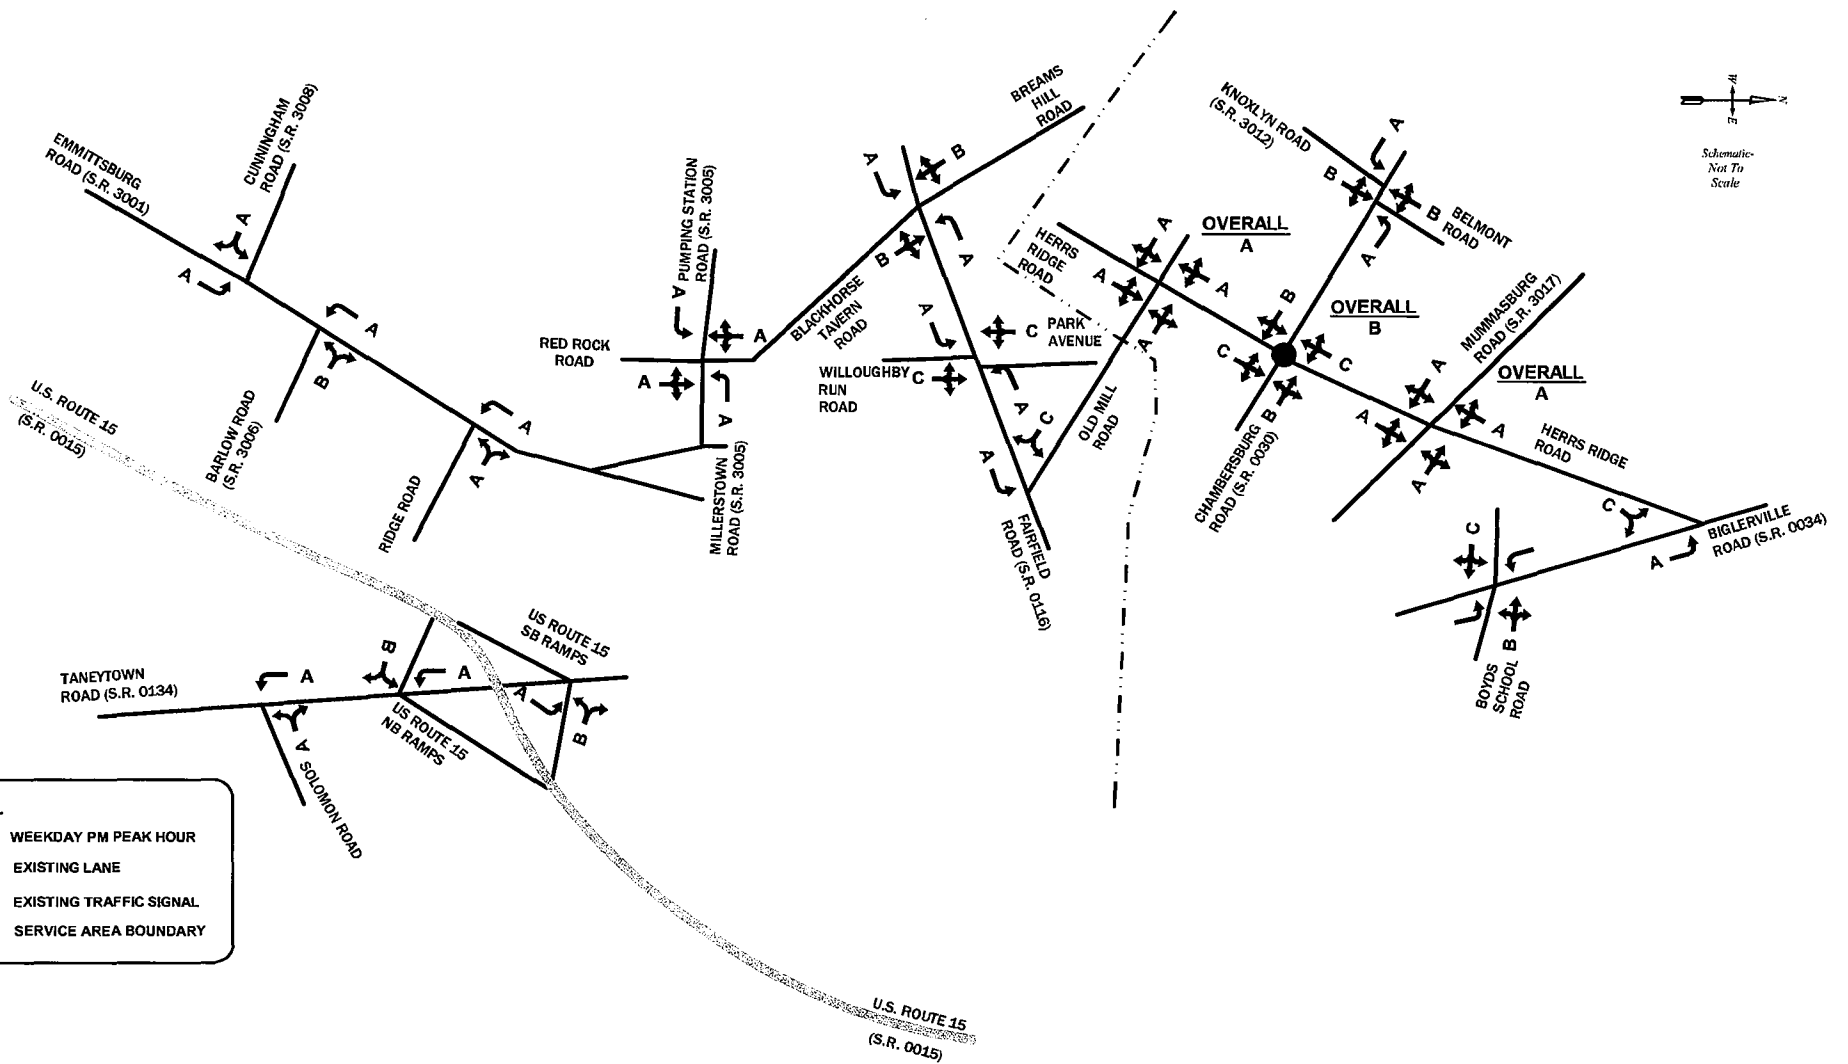 EMMITTSBURG
ROAD (S.R. 3001)
CUNNINGHAM
ROAD (S.R. 3008)
A
A
A
BARLOW ROAD
(S.R. 3006)
B
A
RIDGE ROAD
A
U.S. ROUTE 15
(S.R. 0015)
PUMPING STATION
ROAD (S.R. 3005)
A
A
RED ROCK
ROAD
A
A
MILLERSTOWN
ROAD (S.R. 3005)
BLACKHORSE
TAVERN
ROAD
BREAMS
HILL
ROAD
A
B
B
A
A
C
PARK
AVENUE
WILLOUGHBY
RUN
ROAD
C
A
C
A
FAIRFIELD
ROAD (S.R. 0116)
OLD MILL
ROAD
HERRS
RIDGE
ROAD
A
A
A
A
OVERALL
A
KNOXLYN ROAD
(S.R. 3012)
A
B
B
A
BELMONT
ROAD
B
OVERALL
B
C
C
B
CHAMBERSBURG
ROAD (S.R. 0030)
MUMMASBURG
ROAD (S.R. 3017)
A
OVERALL
A
A
A
A
HERRS RIDGE
ROAD
C
A
BIGLERVILLE
ROAD (S.R. 0034)
C
B
BOYDS
SCHOOL
ROAD
W
N
E
Schematic-
Not To
Scale
TANEYTOWN
ROAD (S.R. 0134)
A
A
SOLOMON ROAD
B
A
US ROUTE 15
SB RAMPS
A
B
US ROUTE 15
NB RAMPS
WEEKDAY PM PEAK HOUR
EXISTING LANE
EXISTING TRAFFIC SIGNAL
SERVICE AREA BOUNDARY
U.S. ROUTE 15
(S.R. 0015)